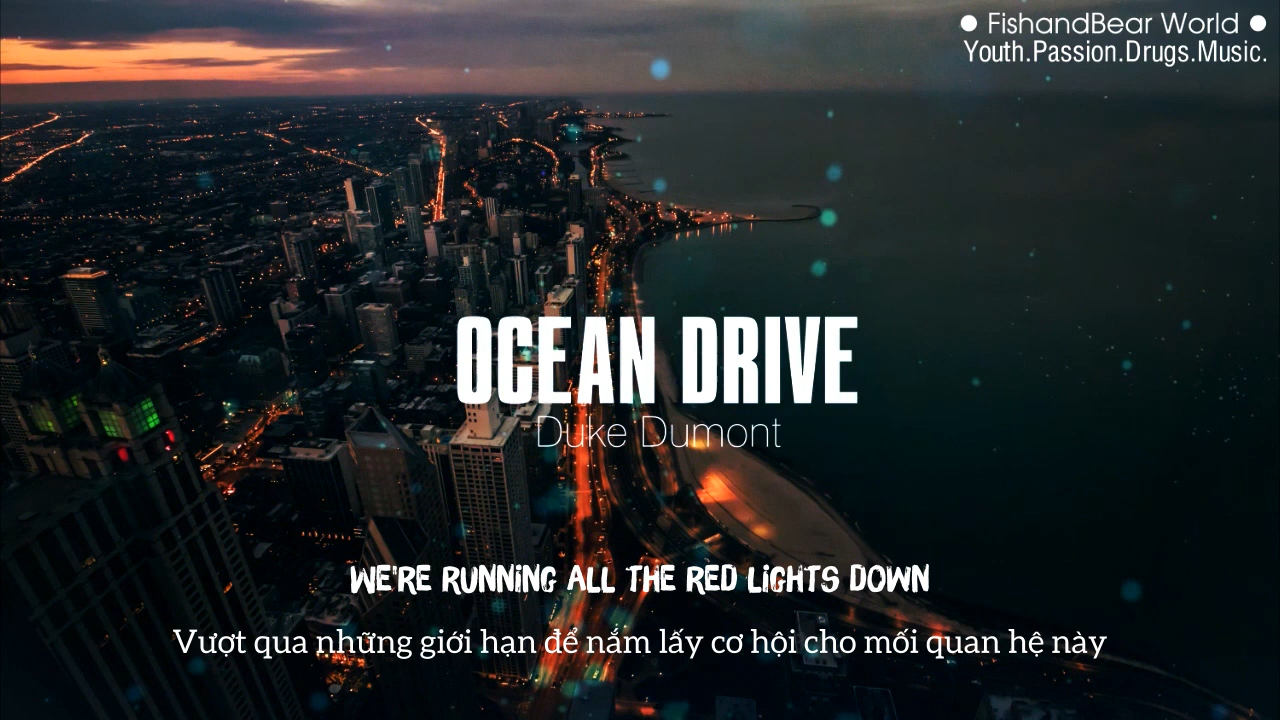 ● FishandBear World ●
Youth.Passion.Drugs.Music.
OCEAN DRIVE
Duke Dumont
WE'RE RUNNiNG ALL THE RED LiGHTS DOWN
Vượt qua những giới hạn để nắm lấy cơ hội cho mối quan hệ này